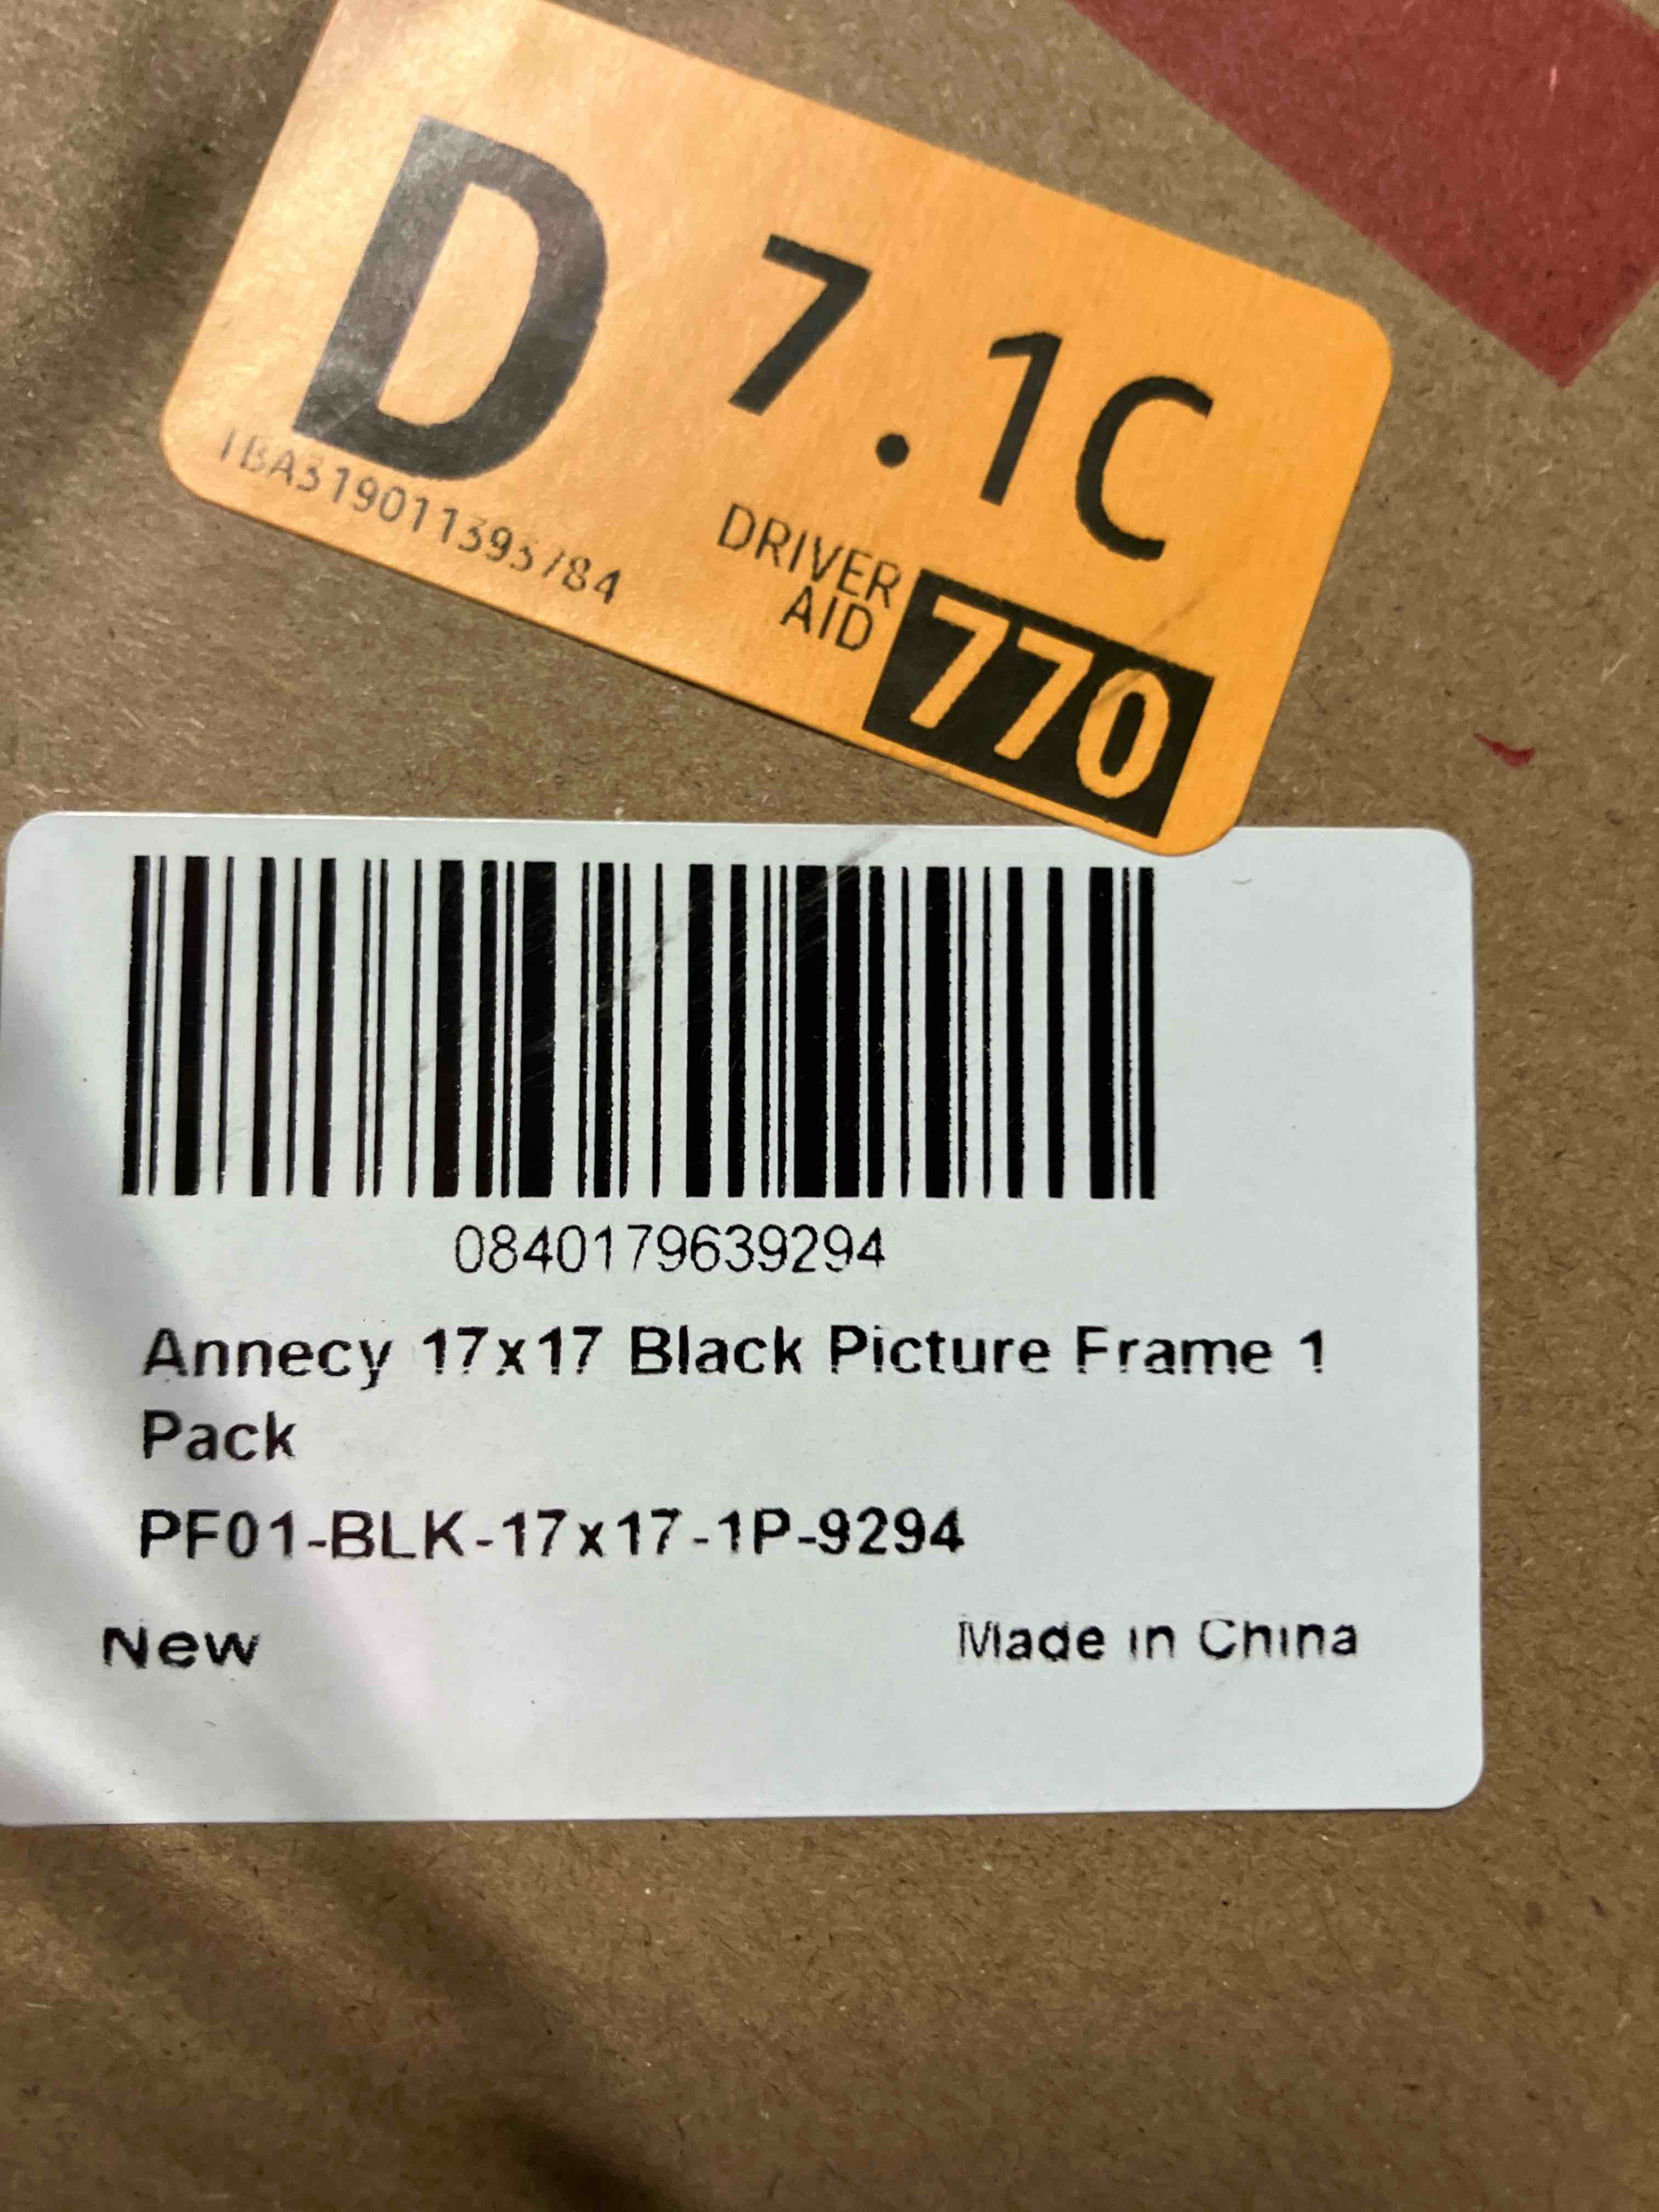 D 7.1C
TBA319011393784
DRIVER
AID
770
0840179639294
Annecy 17x17 Black Picture Frame 1
Pack
PF01-BLK-17x17-1P-9294
New Made in China